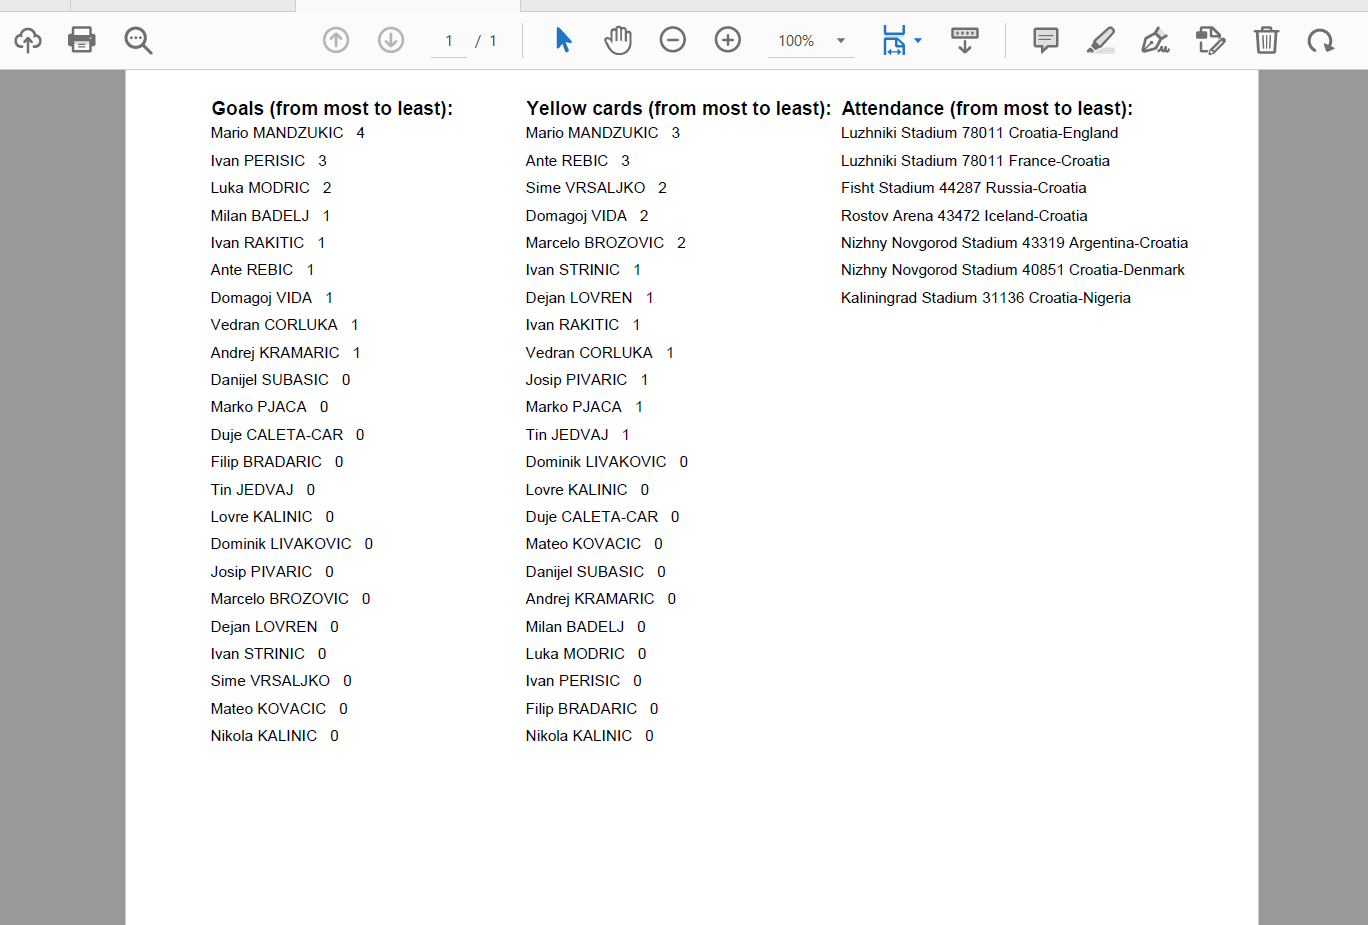 1 / 1
100%
Goals (from most to least):
Mario MANDZUKIC 4
Ivan PERISIC 3
Luka MODRIC 2
Milan BADELJ 1
Ivan RAKITIC 1
Ante REBIC 1
Domagoj VIDA 1
Vedran CORLUKA 1
Andrej KRAMARIC 1
Danijel SUBASIC 0
Marko PJACA 0
Duje CALETA-CAR 0
Filip BRADARIC 0
Tin JEDVAJ 0
Lovre KALINIC 0
Dominik LIVAKOVIC 0
Josip PIVARIC 0
Marcelo BROZOVIC 0
Dejan LOVREN 0
Ivan STRINIC 0
Sime VRSALJKO 0
Mateo KOVACIC 0
Nikola KALINIC 0
Yellow cards (from most to least):
Mario MANDZUKIC 3
Ante REBIC 3
Sime VRSALJKO 2
Domagoj VIDA 2
Marcelo BROZOVIC 2
Ivan STRINIC 1
Dejan LOVREN 1
Ivan RAKITIC 1
Vedran CORLUKA 1
Josip PIVARIC 1
Marko PJACA 1
Tin JEDVAJ 1
Dominik LIVAKOVIC 0
Lovre KALINIC 0
Duje CALETA-CAR 0
Mateo KOVACIC 0
Danijel SUBASIC 0
Andrej KRAMARIC 0
Milan BADELJ 0
Luka MODRIC 0
Ivan PERISIC 0
Filip BRADARIC 0
Nikola KALINIC 0
Attendance (from most to least):
Luzhniki Stadium 78011 Croatia-England
Luzhniki Stadium 78011 France-Croatia
Fisht Stadium 44287 Russia-Croatia
Rostov Arena 43472 Iceland-Croatia
Nizhny Novgorod Stadium 43319 Argentina-Croatia
Nizhny Novgorod Stadium 40851 Croatia-Denmark
Kaliningrad Stadium 31136 Croatia-Nigeria